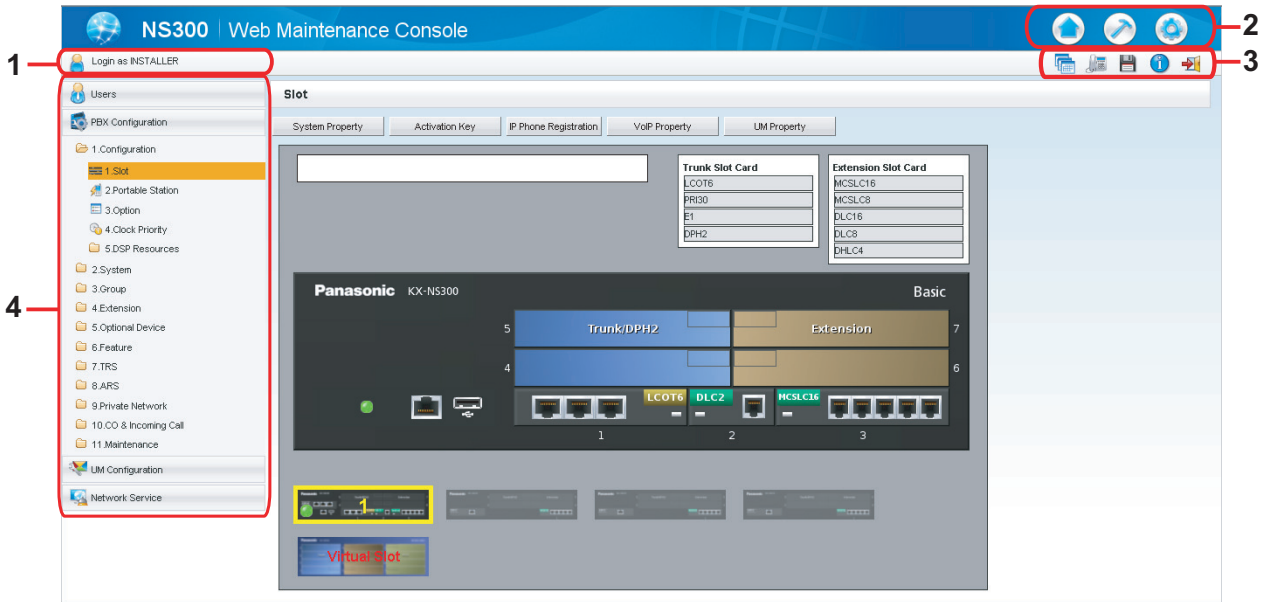 NS300 Web Maintenance Console
2
1
Login as INSTALLER
3
Users
Slot
PBX Configuration
System Property
Activation Key
IP Phone Registration
VoIP Property
UM Property
1.Configuration
1.Slot
2.Portable Station
3.Option
4.Clock Priority
5.DSP Resources
2.System
3.Group
4.Extension
5.Optional Device
6.Feature
7.TRS
8.ARS
9.Private Network
10.CO & Incoming Call
11.Maintenance
UM Configuration
Network Service
4
Trunk Slot Card
LCOT6
PRI30
E1
DPH2
Extension Slot Card
MCSLC16
MCSLC8
DLC16
DLC8
DHLC4
Panasonic KX-NS300
Basic
5 Trunk/DPH2 Extension 7
4 6
LCOT6 DLC2 MCSLC16
1 2 3
1
Virtual Slot